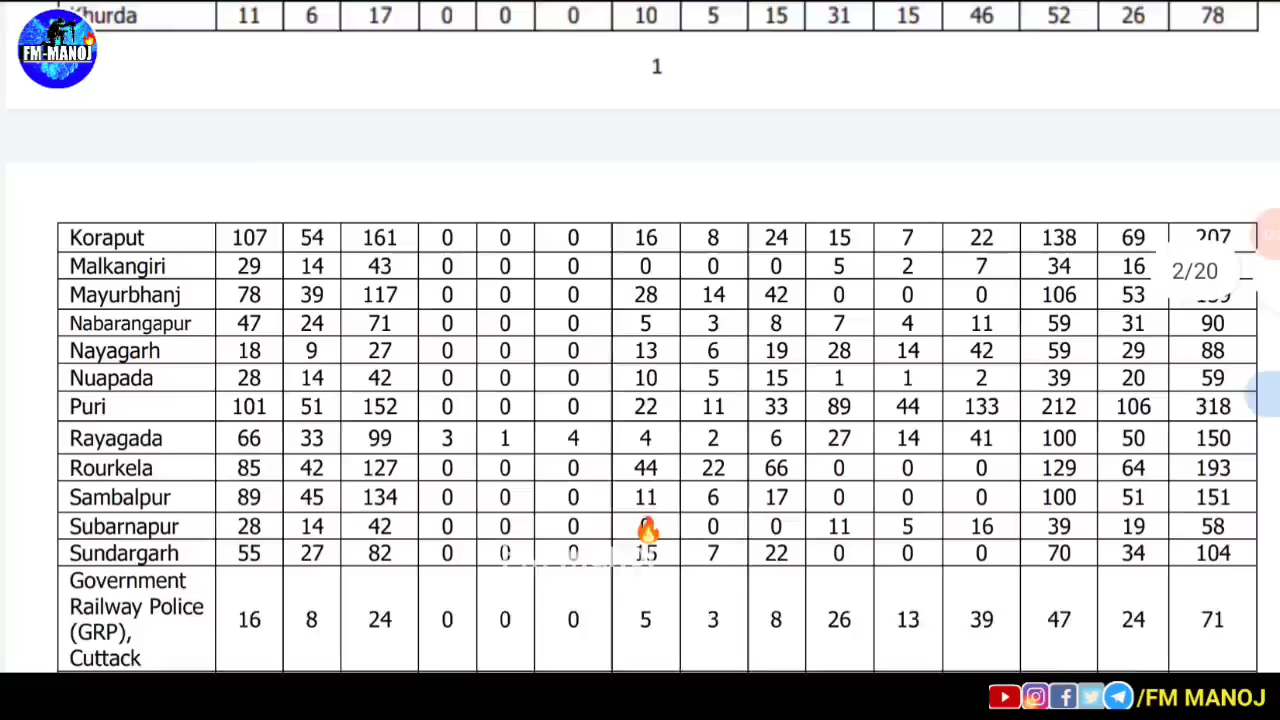 Khurda 11 6 17 0 0 0 10 5 15 31 15 46 52 26 78
FM-MANOJ
1
Koraput 107 54 161 0 0 0 16 8 24 15 7 22 138 69 207
Malkangiri 29 14 43 0 0 0 0 0 0 5 2 7 34 16
2/20
Mayurbhanj 78 39 117 0 0 0 28 14 42 0 0 0 106 53 159
Nabarangapur 47 24 71 0 0 0 5 3 8 7 4 11 59 31 90
Nayagarh 18 9 27 0 0 0 13 6 19 28 14 42 59 29 88
Nuapada 28 14 42 0 0 0 10 5 15 1 1 2 39 20 59
Puri 101 51 152 0 0 0 22 11 33 89 44 133 212 106 318
Rayagada 66 33 99 3 1 4 4 2 6 27 14 41 100 50 150
Rourkela 85 42 127 0 0 0 44 22 66 0 0 0 129 64 193
Sambalpur 89 45 134 0 0 0 11 6 17 0 0 0 100 51 151
Subarnapur 28 14 42 0 0 0 0 0 0 11 5 16 39 19 58
Sundargarh 55 27 82 0 0 0 15 7 22 0 0 0 70 34 104
Government
Railway Police
(GRP),
Cuttack
16 8 24 0 0 0 5 3 8 26 13 39 47 24 71
/FM MANOJ